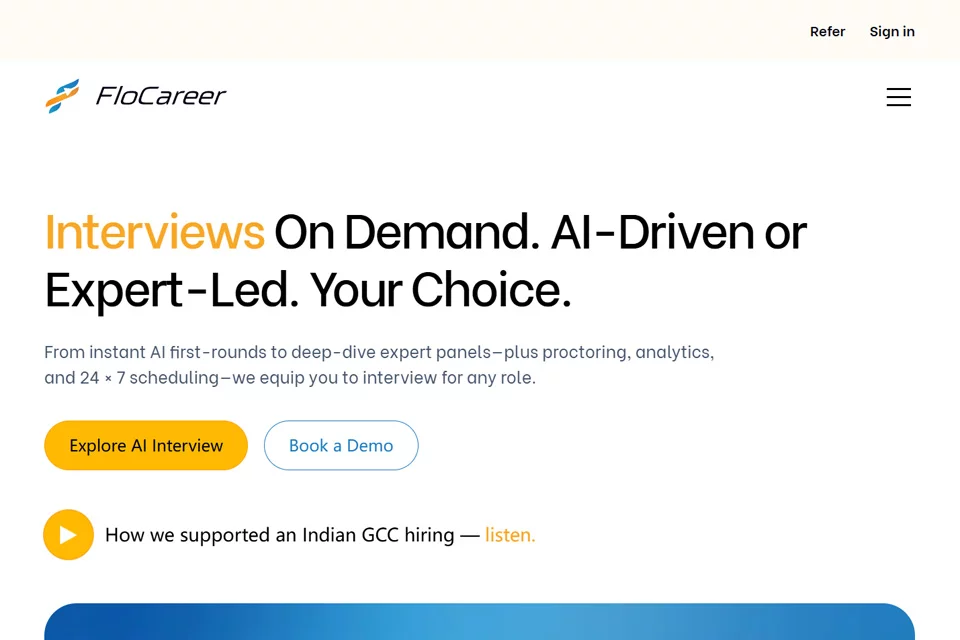 Refer Sign in
FloCareer
Interviews On Demand. AI-Driven or
Expert-Led. Your Choice.
From instant AI first-rounds to deep-dive expert panels—plus proctoring, analytics,
and 24 × 7 scheduling—we equip you to interview for any role.
Explore AI Interview Book a Demo
How we supported an Indian GCC hiring — listen.